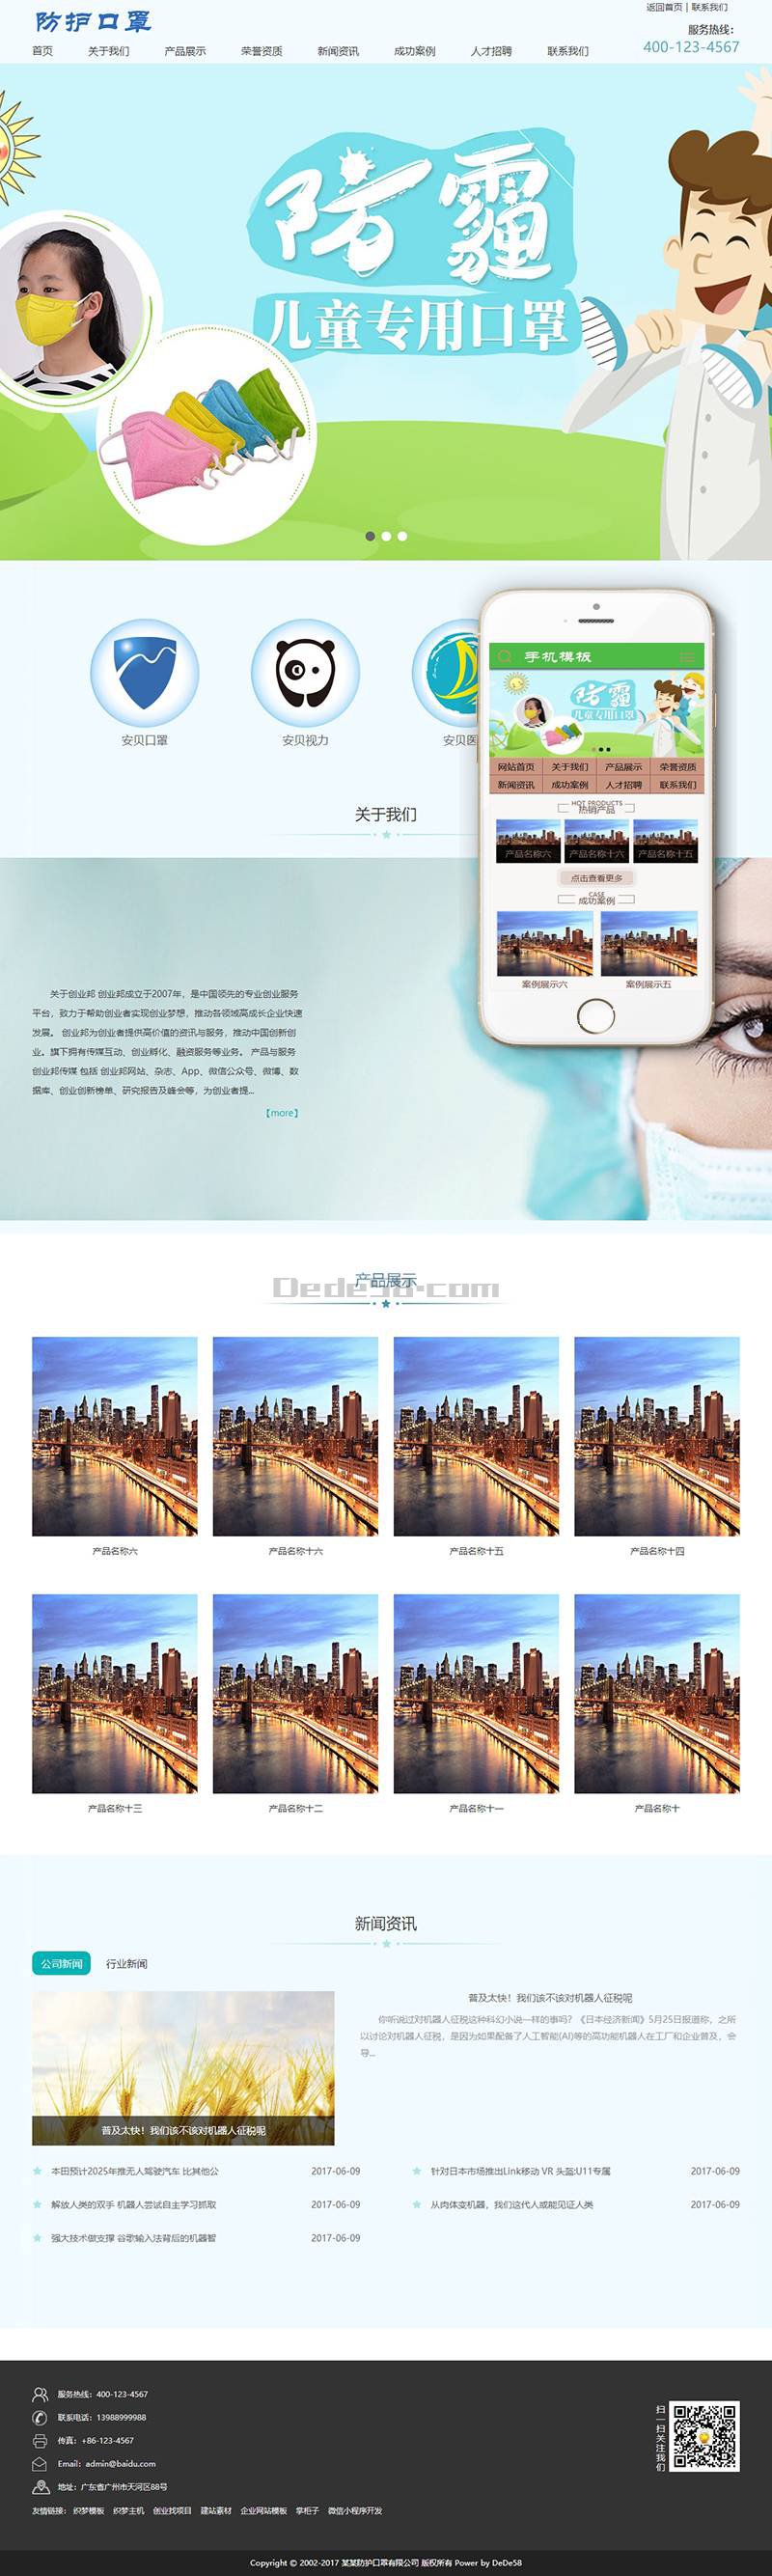 返回首页 | 联系我们
防护口罩
服务热线：
400-123-4567
首页 关于我们 产品展示 荣誉资质 新闻资讯 成功案例 人才招聘 联系我们
防霾
儿童专用口罩
安贝口罩 安贝视力 安贝医
手机模板
防霾
儿童专用口罩
网站首页 关于我们 产品展示 荣誉资质
新闻资讯 成功案例 人才招聘 联系我们
HOT PRODUCTS
热销产品
产品名称六 产品名称十六 产品名称十五
点击查看更多
CASE
成功案例
案例展示六 案例展示五
关于我们
关于创业邦 创业邦成立于2007年，是中国领先的专业创业服务
平台，致力于帮助创业者实现创业梦想，推动各领域高成长企业快速
发展。 创业邦为创业者提供高价值的资讯与服务，推动中国创新创
业。旗下拥有传媒互动、创业孵化、融资服务等业务。 产品与服务
创业邦传媒 包括 创业邦网站、杂志、App、微信公众号、微博、数
据库、创业创新榜单、研究报告及峰会等，为创业者提...
【more】
产品展示
Dede58.com
产品名称六 产品名称十六 产品名称十五 产品名称十四
产品名称十三 产品名称十二 产品名称十一 产品名称十
新闻资讯
公司新闻 行业新闻
普及太快！我们该不该对机器人征税呢
你听说过对机器人征税这种科幻小说一样的事吗？《日本经济新闻》5月25日报道称，之所
以讨论对机器人征税，是因为如果配备了人工智能(AI)等的高功能机器人在工厂和企业普及，会
导...
普及太快！我们该不该对机器人征税呢
本田预计2025年推无人驾驶汽车 比其他公 2017-06-09
针对日本市场推出Link移动 VR 头盔:U11专属 2017-06-09
解放人类的双手 机器人尝试自主学习抓取 2017-06-09
从肉体变机器，我们这代人或能见证人类 2017-06-09
强大技术做支撑 谷歌输入法背后的机器智 2017-06-09
服务热线：400-123-4567
联系电话：13988999988
传真：+86-123-4567
Email：admin@baidu.com
地址：广东省广州市天河区88号
扫一扫关注我们
友情链接： 织梦模板 织梦主机 创业找项目 建站素材 企业网站模板 掌柜子 微信小程序开发
Copyright © 2002-2017 某某防护口罩有限公司 版权所有 Power by DeDe58